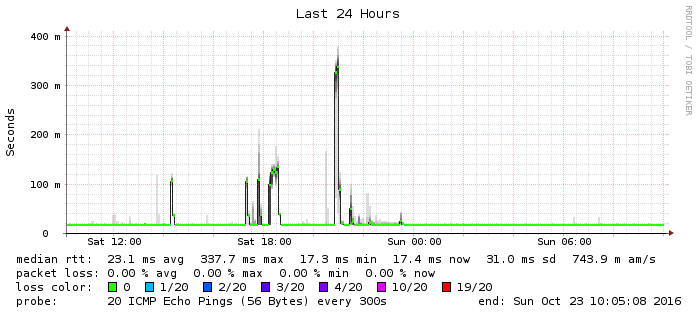 Last 24 Hours
RRDTOOL / TOBI OETIKER
Seconds
400 m
300 m
200 m
100 m
0
Sat 12:00 Sat 18:00 Sun 00:00 Sun 06:00
median rtt: 23.1 ms avg 337.7 ms max 17.3 ms min 17.4 ms now 31.0 ms sd 743.9 m am/s
packet loss: 0.00 % avg 0.00 % max 0.00 % min 0.00 % now
loss color: 0 1/20 2/20 3/20 4/20 10/20 19/20
probe: 20 ICMP Echo Pings (56 Bytes) every 300s end: Sun Oct 23 10:05:08 2016